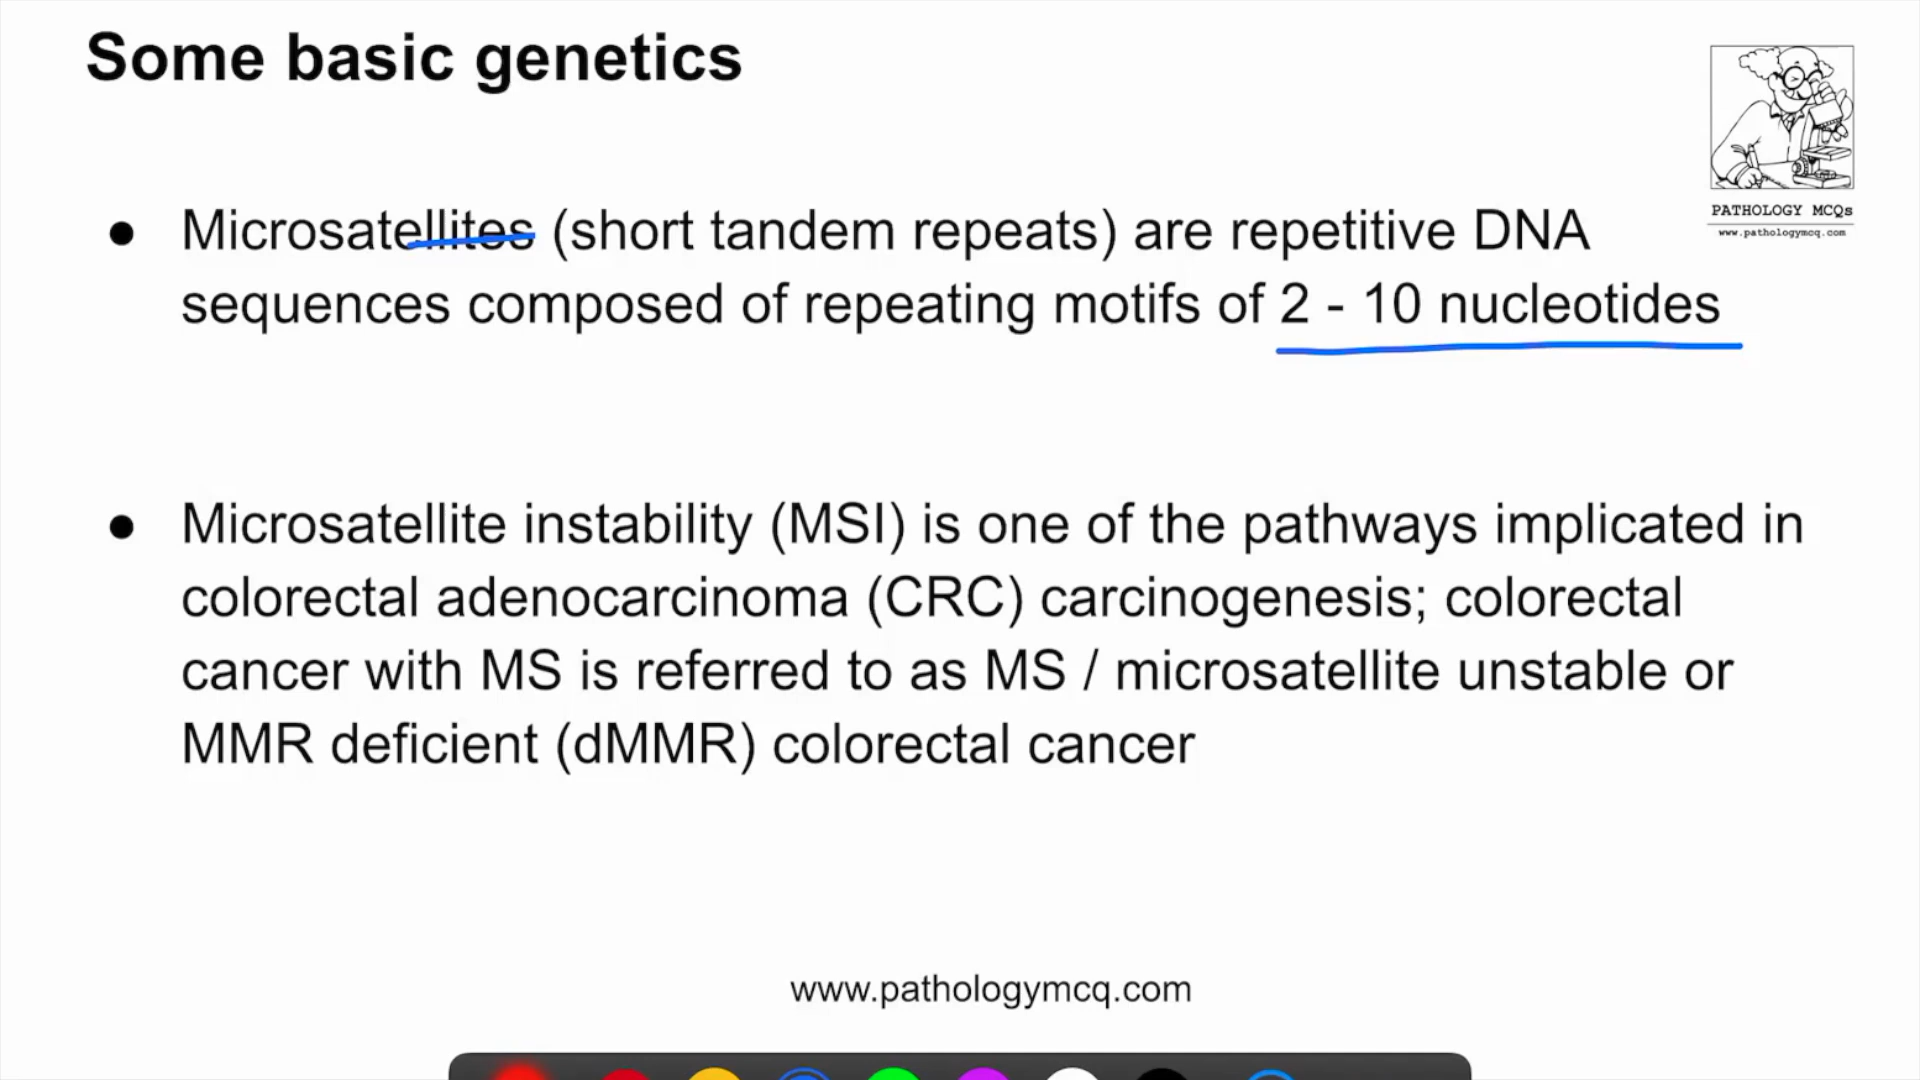 Some basic genetics
PATHOLOGY MCQs
www.pathologymcq.com
● Microsatellites (short tandem repeats) are repetitive DNA
sequences composed of repeating motifs of 2 - 10 nucleotides
● Microsatellite instability (MSI) is one of the pathways implicated in
colorectal adenocarcinoma (CRC) carcinogenesis; colorectal
cancer with MS is referred to as MS / microsatellite unstable or
MMR deficient (dMMR) colorectal cancer
www.pathologymcq.com